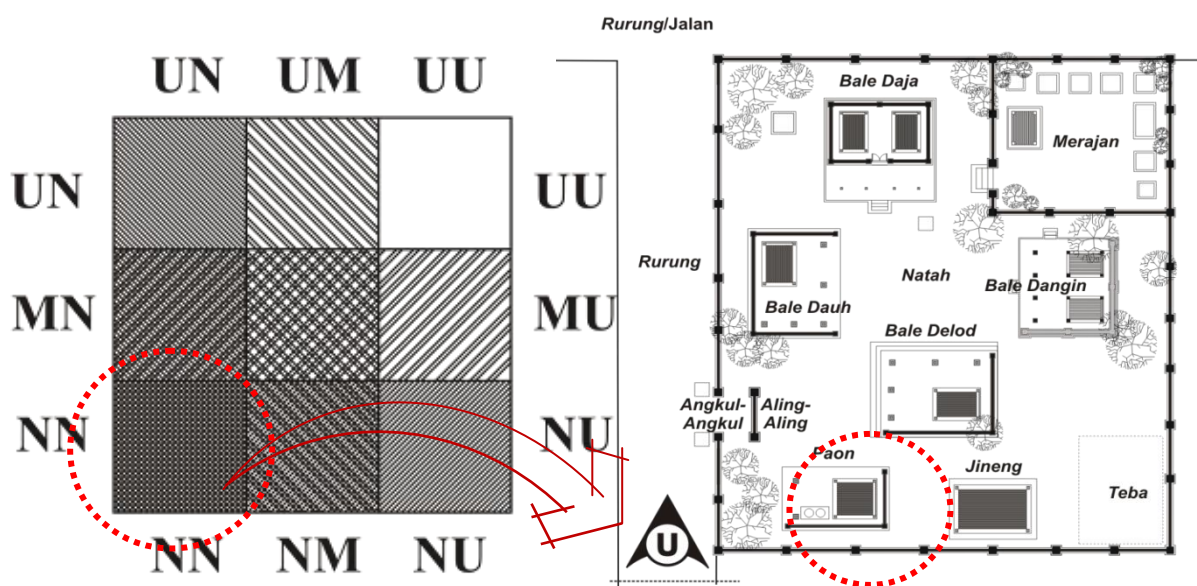 Rurung/Jalan
UN UM UU
UN UU
MN MU
NN NU
NN NM NU
Bale Daja
Merajan
Rurung
Natah
Bale Dangin
Bale Dauh
Bale Delod
Angkul-
Angkul
Aling-
Aling
Paon
Jineng
Teba
U